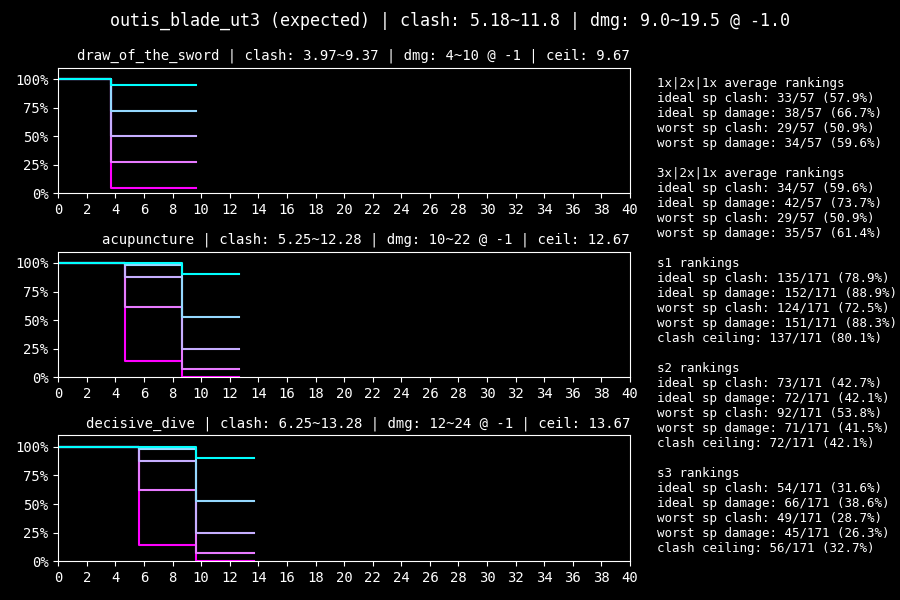 outis_blade_ut3 (expected) | clash: 5.18~11.8 | dmg: 9.0~19.5 @ -1.0
draw_of_the_sword | clash: 3.97~9.37 | dmg: 4~10 @ -1 | ceil: 9.67
100%
75%
50%
25%
0%
0 2 4 6 8 10 12 14 16 18 20 22 24 26 28 30 32 34 36 38 40
acupuncture | clash: 5.25~12.28 | dmg: 10~22 @ -1 | ceil: 12.67
100%
75%
50%
25%
0%
0 2 4 6 8 10 12 14 16 18 20 22 24 26 28 30 32 34 36 38 40
decisive_dive | clash: 6.25~13.28 | dmg: 12~24 @ -1 | ceil: 13.67
100%
75%
50%
25%
0%
0 2 4 6 8 10 12 14 16 18 20 22 24 26 28 30 32 34 36 38 40
1x|2x|1x average rankings
ideal sp clash: 33/57 (57.9%)
ideal sp damage: 38/57 (66.7%)
worst sp clash: 29/57 (50.9%)
worst sp damage: 34/57 (59.6%)
3x|2x|1x average rankings
ideal sp clash: 34/57 (59.6%)
ideal sp damage: 42/57 (73.7%)
worst sp clash: 29/57 (50.9%)
worst sp damage: 35/57 (61.4%)
s1 rankings
ideal sp clash: 135/171 (78.9%)
ideal sp damage: 152/171 (88.9%)
worst sp clash: 124/171 (72.5%)
worst sp damage: 151/171 (88.3%)
clash ceiling: 137/171 (80.1%)
s2 rankings
ideal sp clash: 73/171 (42.7%)
ideal sp damage: 72/171 (42.1%)
worst sp clash: 92/171 (53.8%)
worst sp damage: 71/171 (41.5%)
clash ceiling: 72/171 (42.1%)
s3 rankings
ideal sp clash: 54/171 (31.6%)
ideal sp damage: 66/171 (38.6%)
worst sp clash: 49/171 (28.7%)
worst sp damage: 45/171 (26.3%)
clash ceiling: 56/171 (32.7%)